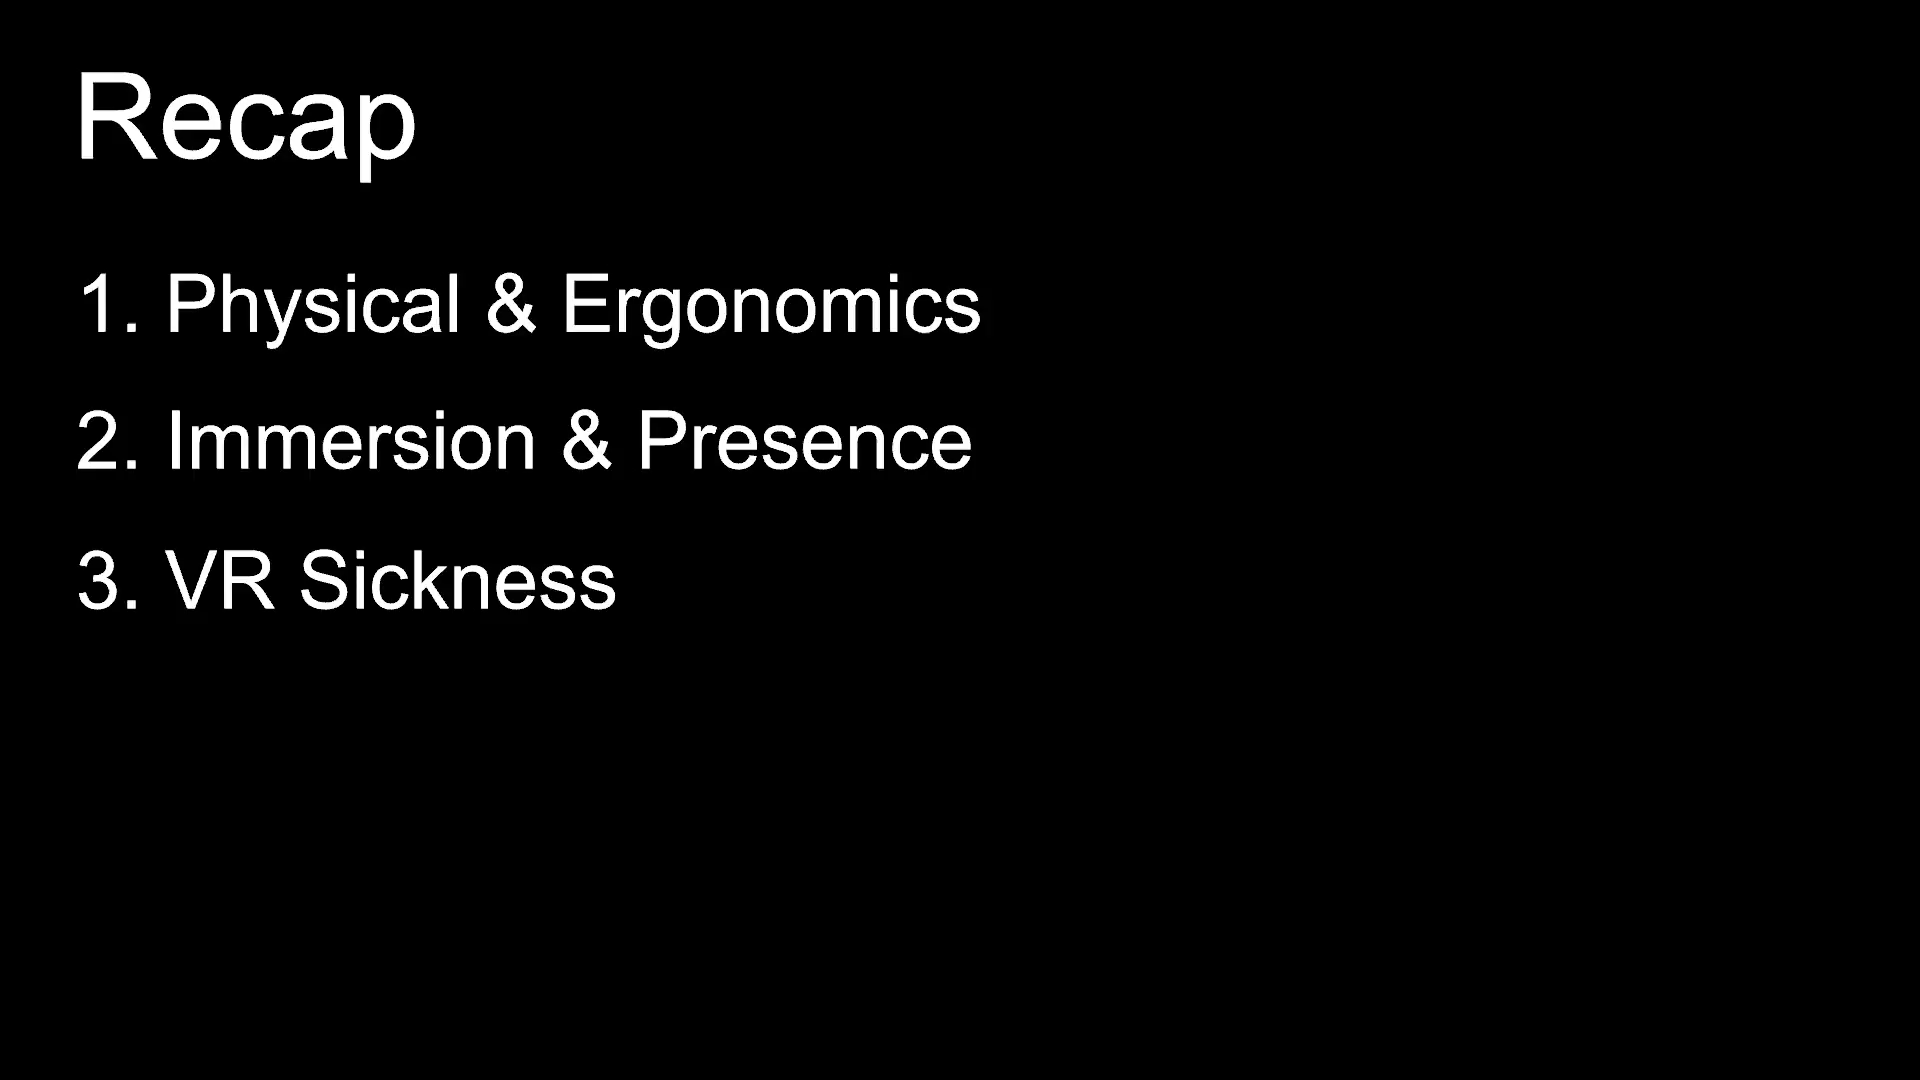 Recap
1. Physical & Ergonomics
2. Immersion & Presence
3. VR Sickness